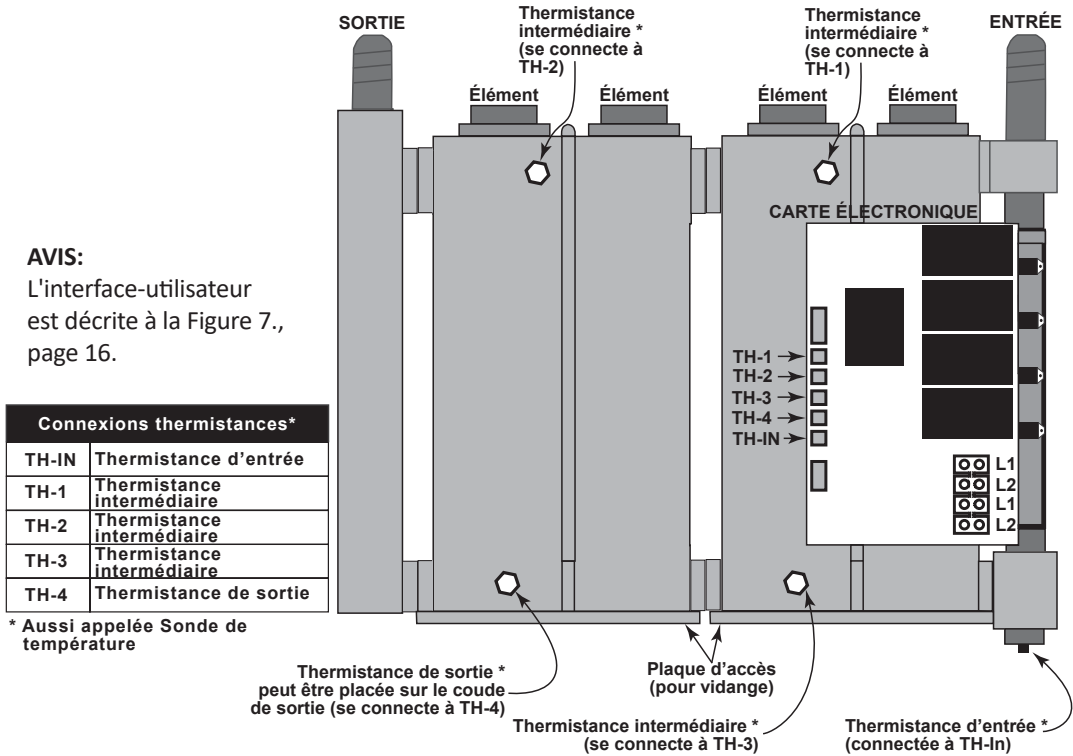 SORTIE
Thermistance
intermédiaire *
(se connecte à
TH-2)
Thermistance
intermédiaire *
(se connecte à
TH-1)
ENTRÉE
Élément
Élément
Élément
Élément
CARTE ÉLECTRONIQUE
AVIS:
L'interface-utilisateur
est décrite à la Figure 7.,
page 16.
TH-1
TH-2
TH-3
TH-4
TH-IN
L1
L2
L1
L2
Connexions thermistances*
TH-IN Thermistance d'entrée
TH-1 Thermistance
intermédiaire
TH-2 Thermistance
intermédiaire
TH-3 Thermistance
intermédiaire
TH-4 Thermistance de sortie
* Aussi appelée Sonde de
température
Thermistance de sortie *
peut être placée sur le coude
de sortie (se connecte à TH-4)
Plaque d'accès
(pour vidange)
Thermistance intermédiaire *
(se connecte à TH-3)
Thermistance d'entrée *
(connectée à TH-In)